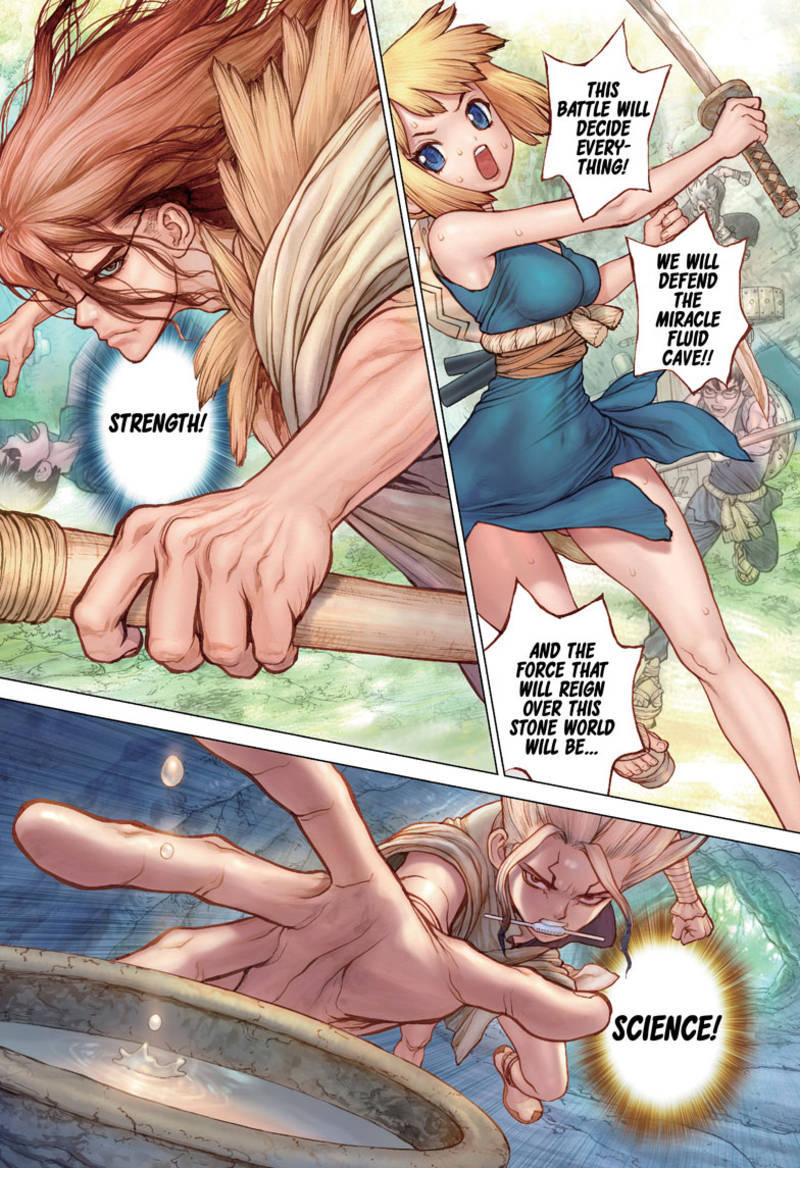 THIS
BATTLE WILL
DECIDE
EVERY-
THING!
WE WILL
DEFEND
THE
MIRACLE
FLUID
CAVE!!
AND THE
FORCE THAT
WILL REIGN
OVER THIS
STONE WORLD
WILL BE...
STRENGTH!
SCIENCE!